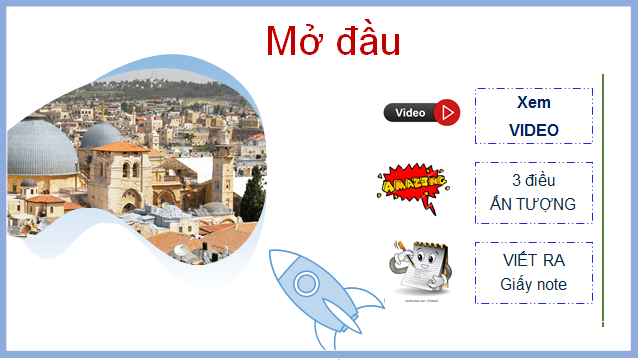 Mở đầu
Video
Xem
VIDEO
AMAZING
3 điều
ẤN TƯỢNG
VIẾT RA
Giấy note